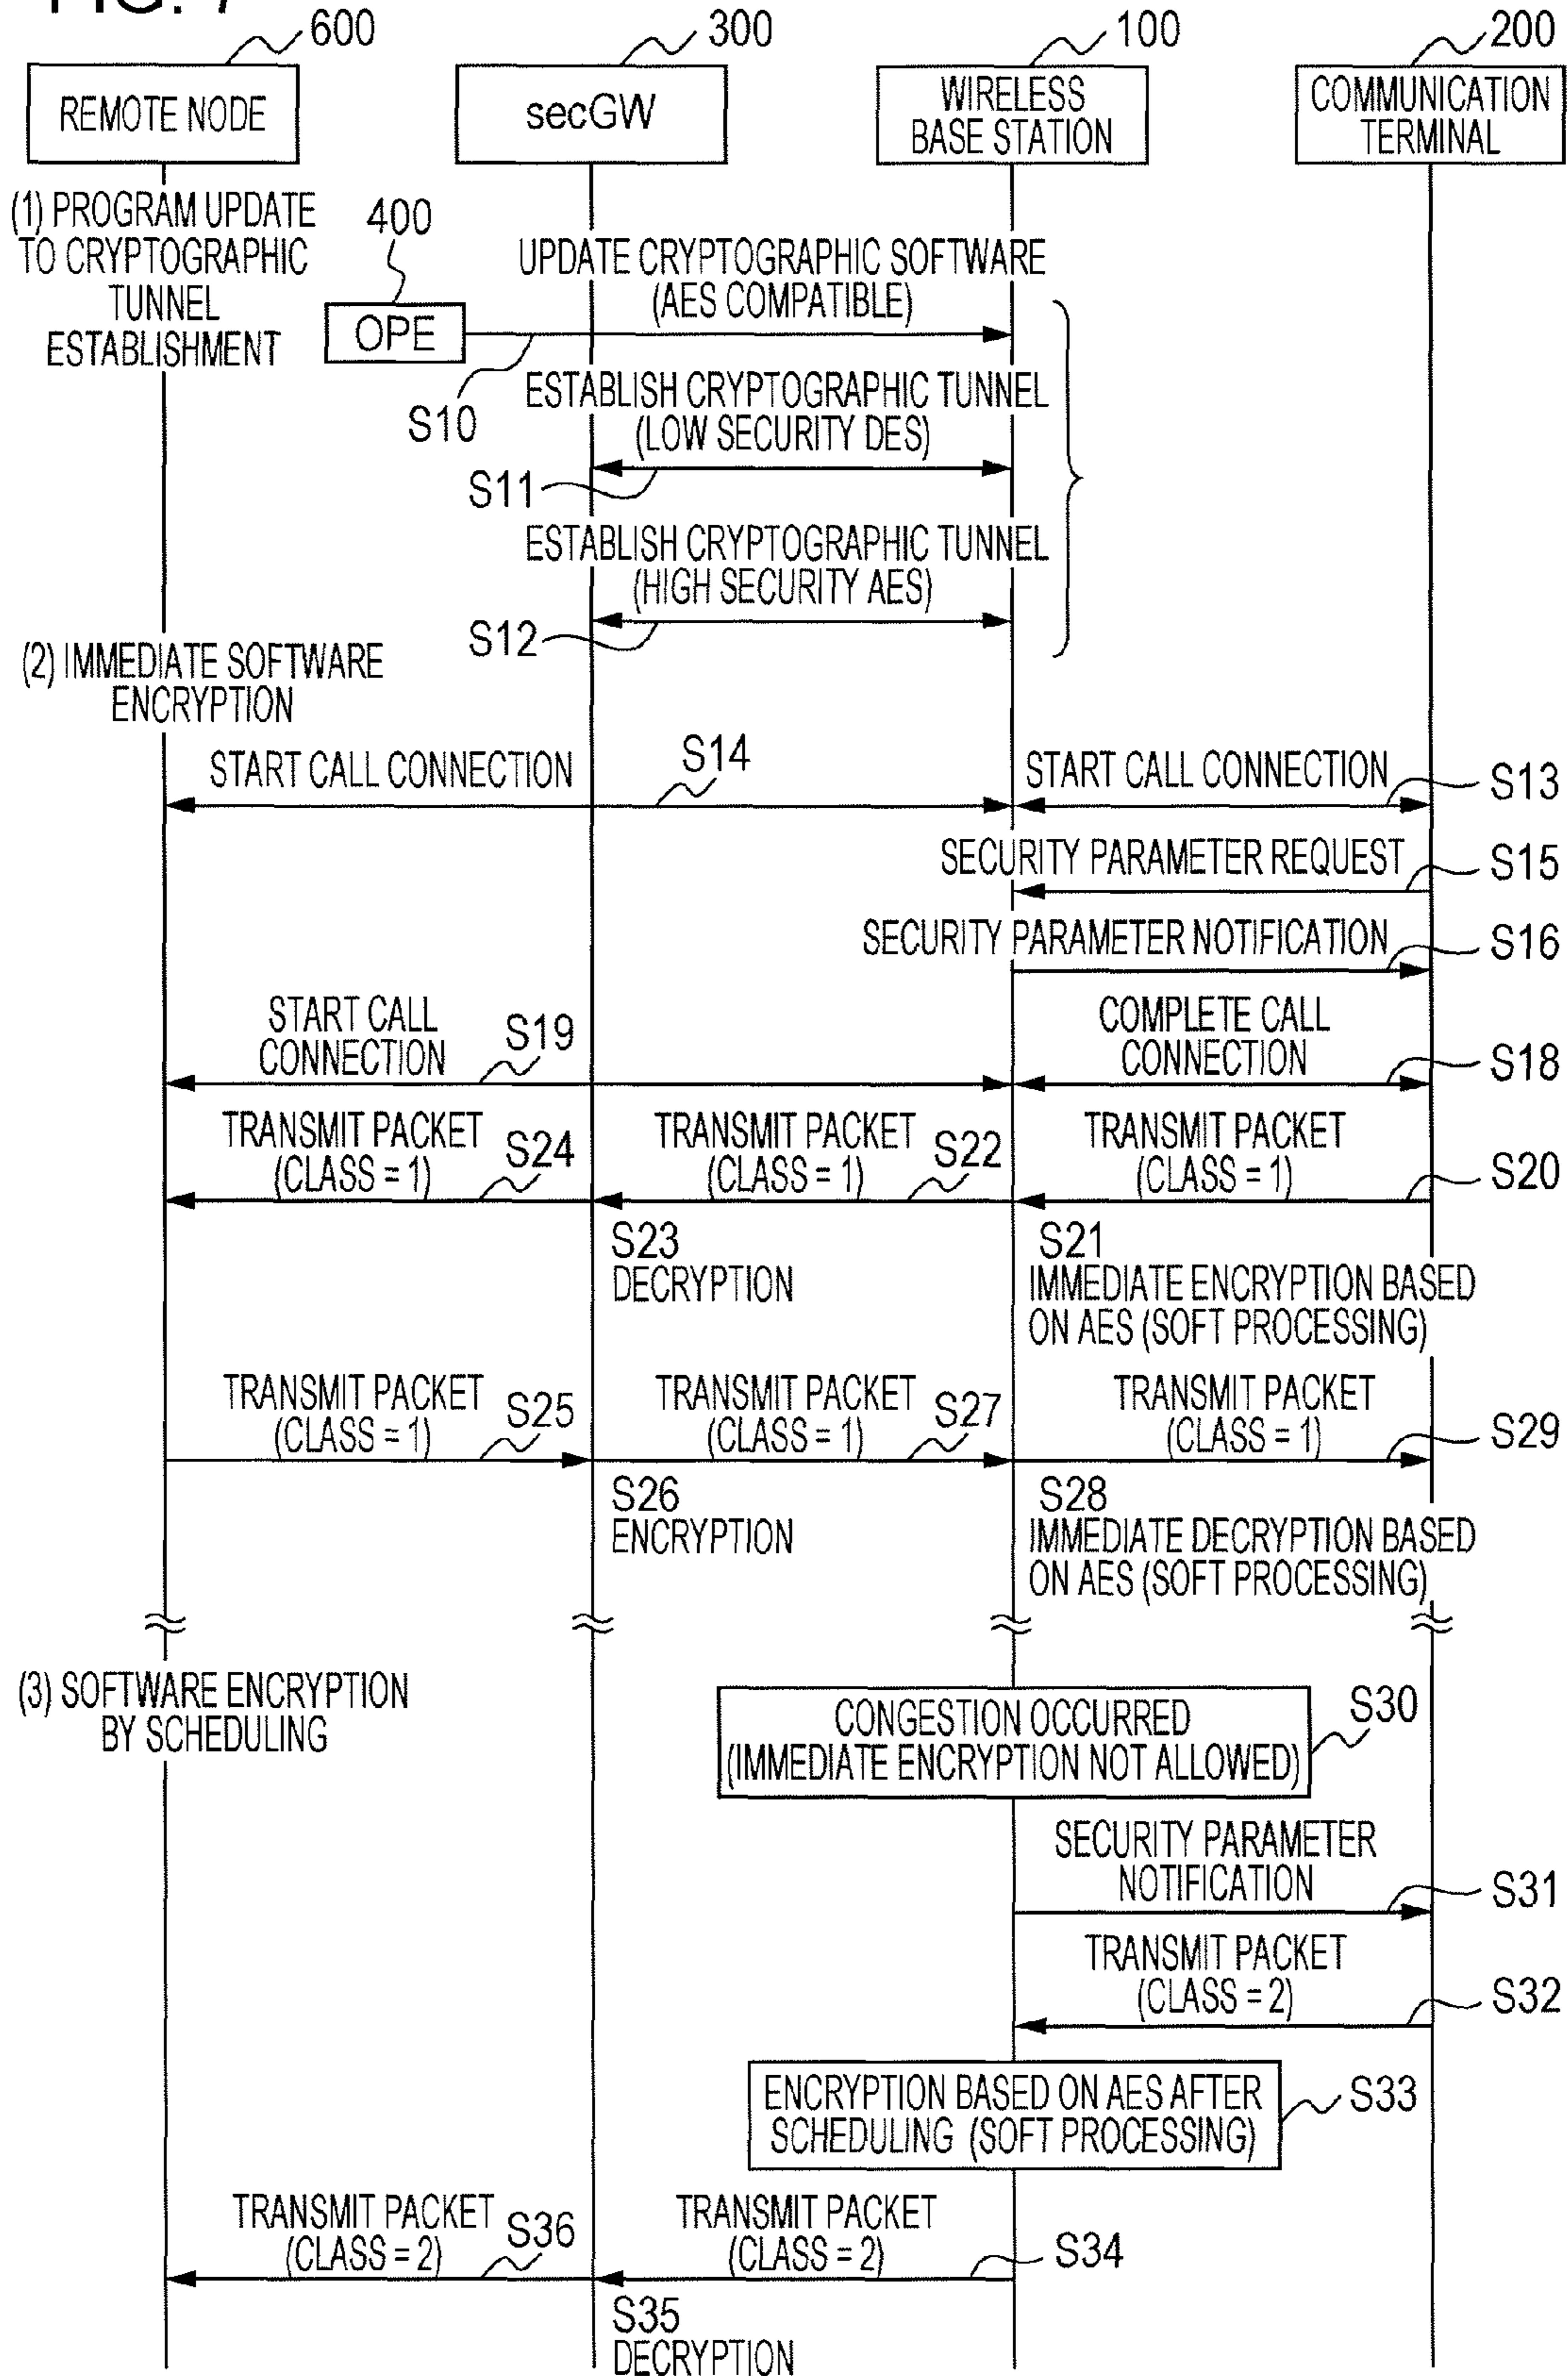 600
300
100
200
REMOTE NODE
secGW
WIRELESS
BASE STATION
COMMUNICATION
TERMINAL
(1) PROGRAM UPDATE
TO CRYPTOGRAPHIC
TUNNEL
ESTABLISHMENT
400
OPE
UPDATE CRYPTOGRAPHIC SOFTWARE
(AES COMPATIBLE)
S10
ESTABLISH CRYPTOGRAPHIC TUNNEL
(LOW SECURITY DES)
S11
ESTABLISH CRYPTOGRAPHIC TUNNEL
(HIGH SECURITY AES)
S12
(2) IMMEDIATE SOFTWARE
ENCRYPTION
START CALL CONNECTION
S14
START CALL CONNECTION
S13
SECURITY PARAMETER REQUEST
S15
SECURITY PARAMETER NOTIFICATION
S16
START CALL
CONNECTION
S19
COMPLETE CALL
CONNECTION
S18
TRANSMIT PACKET
(CLASS = 1)
S24
TRANSMIT PACKET
(CLASS = 1)
S22
TRANSMIT PACKET
(CLASS = 1)
S20
S23
DECRYPTION
S21
IMMEDIATE ENCRYPTION BASED
ON AES (SOFT PROCESSING)
TRANSMIT PACKET
(CLASS = 1)
S25
TRANSMIT PACKET
(CLASS = 1)
S27
TRANSMIT PACKET
(CLASS = 1)
S29
S26
ENCRYPTION
S28
IMMEDIATE DECRYPTION BASED
ON AES (SOFT PROCESSING)
(3) SOFTWARE ENCRYPTION
BY SCHEDULING
CONGESTION OCCURRED
(IMMEDIATE ENCRYPTION NOT ALLOWED)
S30
SECURITY PARAMETER
NOTIFICATION
S31
TRANSMIT PACKET
(CLASS = 2)
S32
ENCRYPTION BASED ON AES AFTER
SCHEDULING (SOFT PROCESSING)
S33
TRANSMIT PACKET
(CLASS = 2)
S36
TRANSMIT PACKET
(CLASS = 2)
S34
S35
DECRYPTION